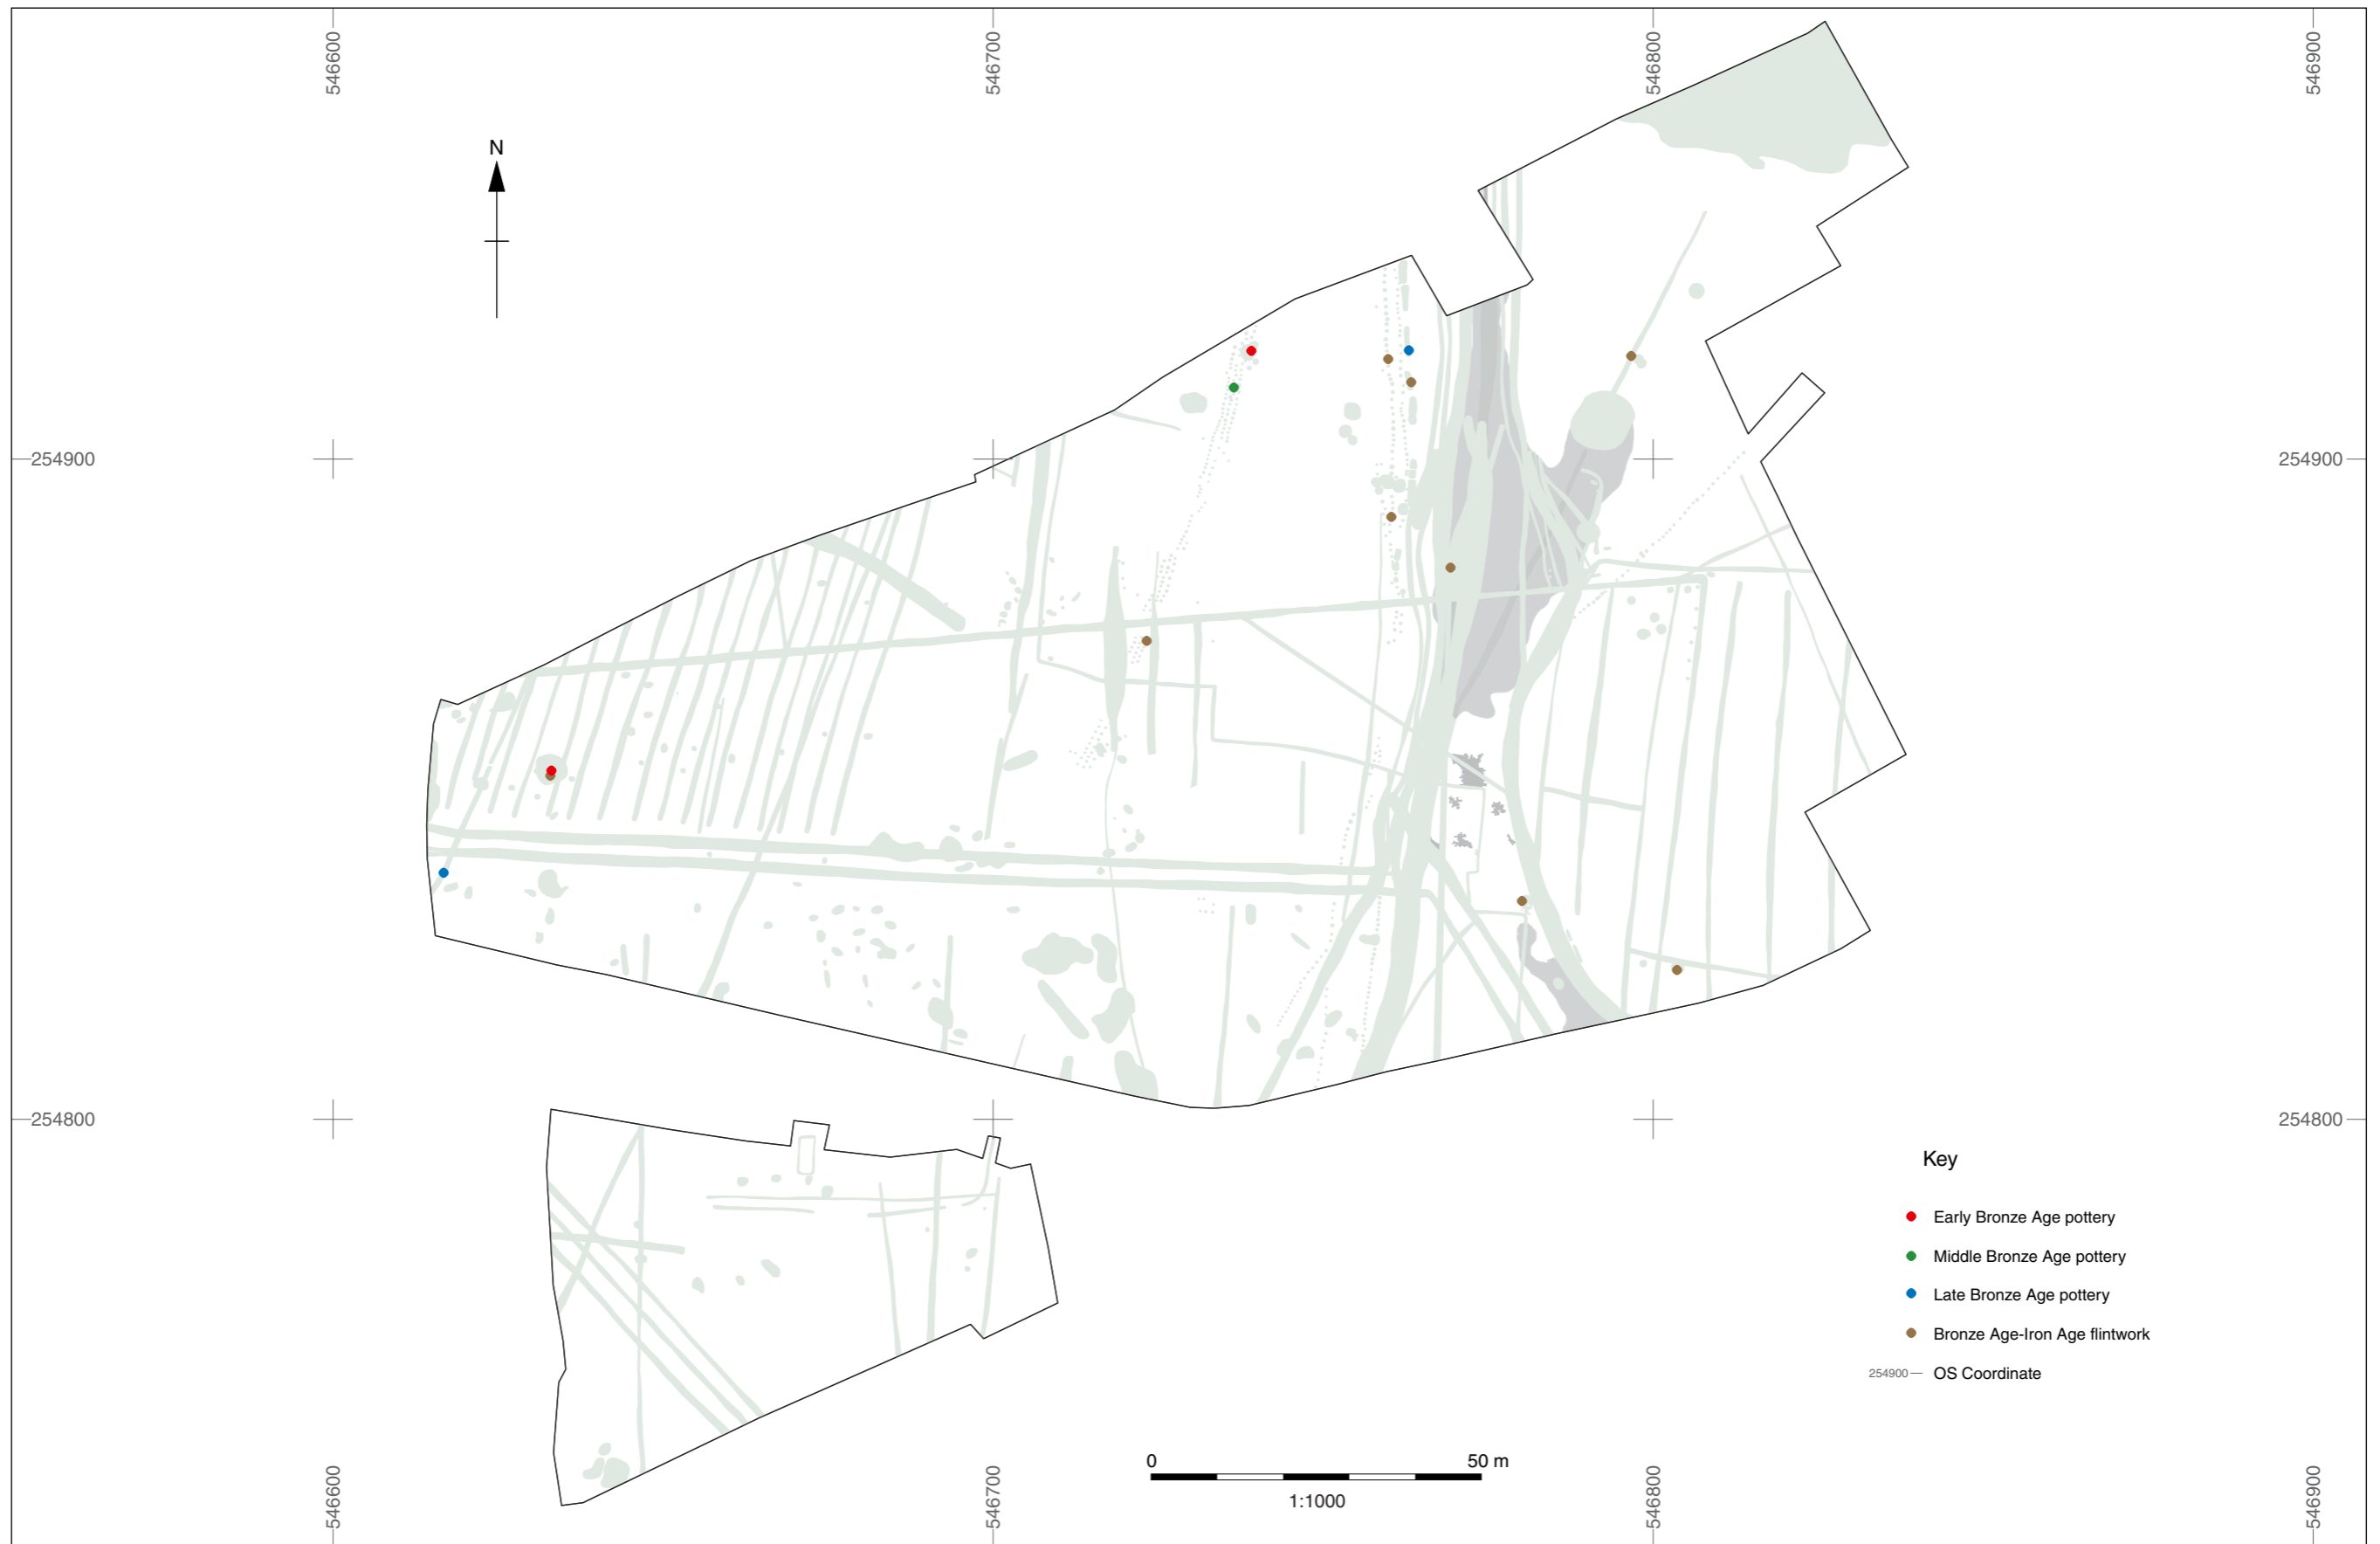 546600
546700
546800
546900
N
254900
254900
254800
254800
Key
Early Bronze Age pottery
Middle Bronze Age pottery
Late Bronze Age pottery
Bronze Age-Iron Age flintwork
254900 OS Coordinate
0 50 m
1:1000
546600
546700
546800
546900